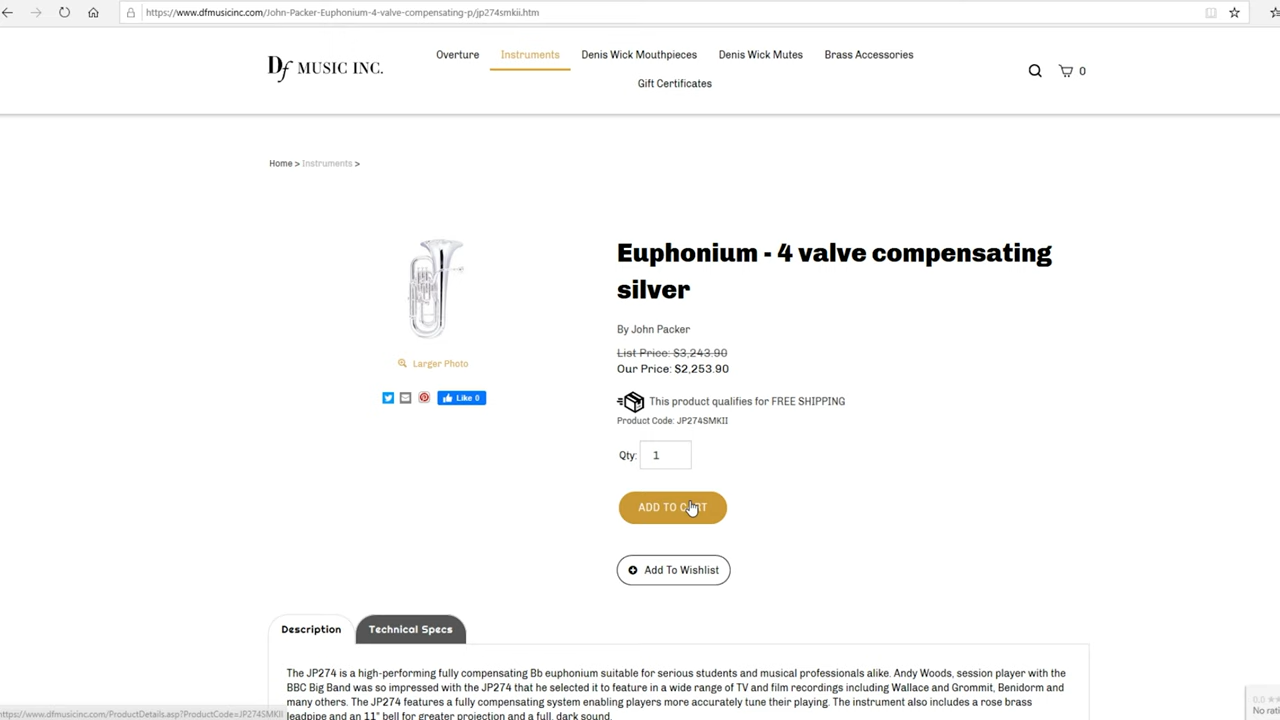 https://www.dfmusicinc.com/John-Packer-Euphonium-4-valve-compensating-p/jp274smkii.htm
Df MUSIC INC.
Overture Instruments Denis Wick Mouthpieces Denis Wick Mutes Brass Accessories
Gift Certificates
0
Home > Instruments >
Euphonium - 4 valve compensating
silver
By John Packer
List Price: $3,243.90
Our Price: $2,253.90
Larger Photo
Like 0
This product qualifies for FREE SHIPPING
Product Code: JP274SMKII
Qty: 1
ADD TO CART
Add To Wishlist
Description Technical Specs
The JP274 is a high-performing fully compensating Bb euphonium suitable for serious students and musical professionals alike. Andy Woods, session player with the
BBC Big Band was so impressed with the JP274 that he selected it to feature in a wide range of TV and film recordings including Wallace and Grommit, Benidorm and
many others. The JP274 features a fully compensating system enabling players more accurately tune their playing. The instrument also includes a rose brass
leadpipe and an 11" bell for greater projection and a full, dark sound.
https://www.dfmusicinc.com/ProductDetails.asp?ProductCode=JP274SMKII
0.0
No rati